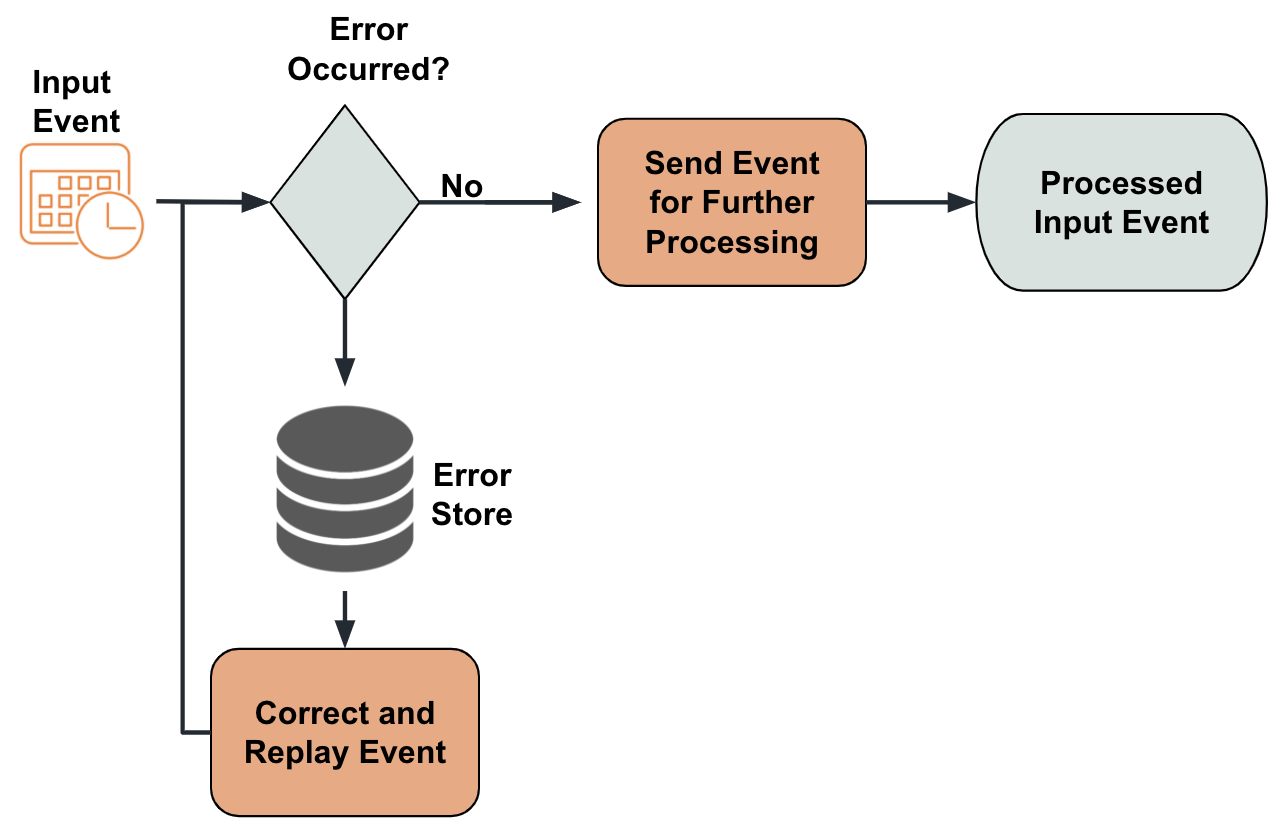 Error
Occurred?
Input
Event
No
Send Event
for Further
Processing
Processed
Input Event
Error
Store
Correct and
Replay Event